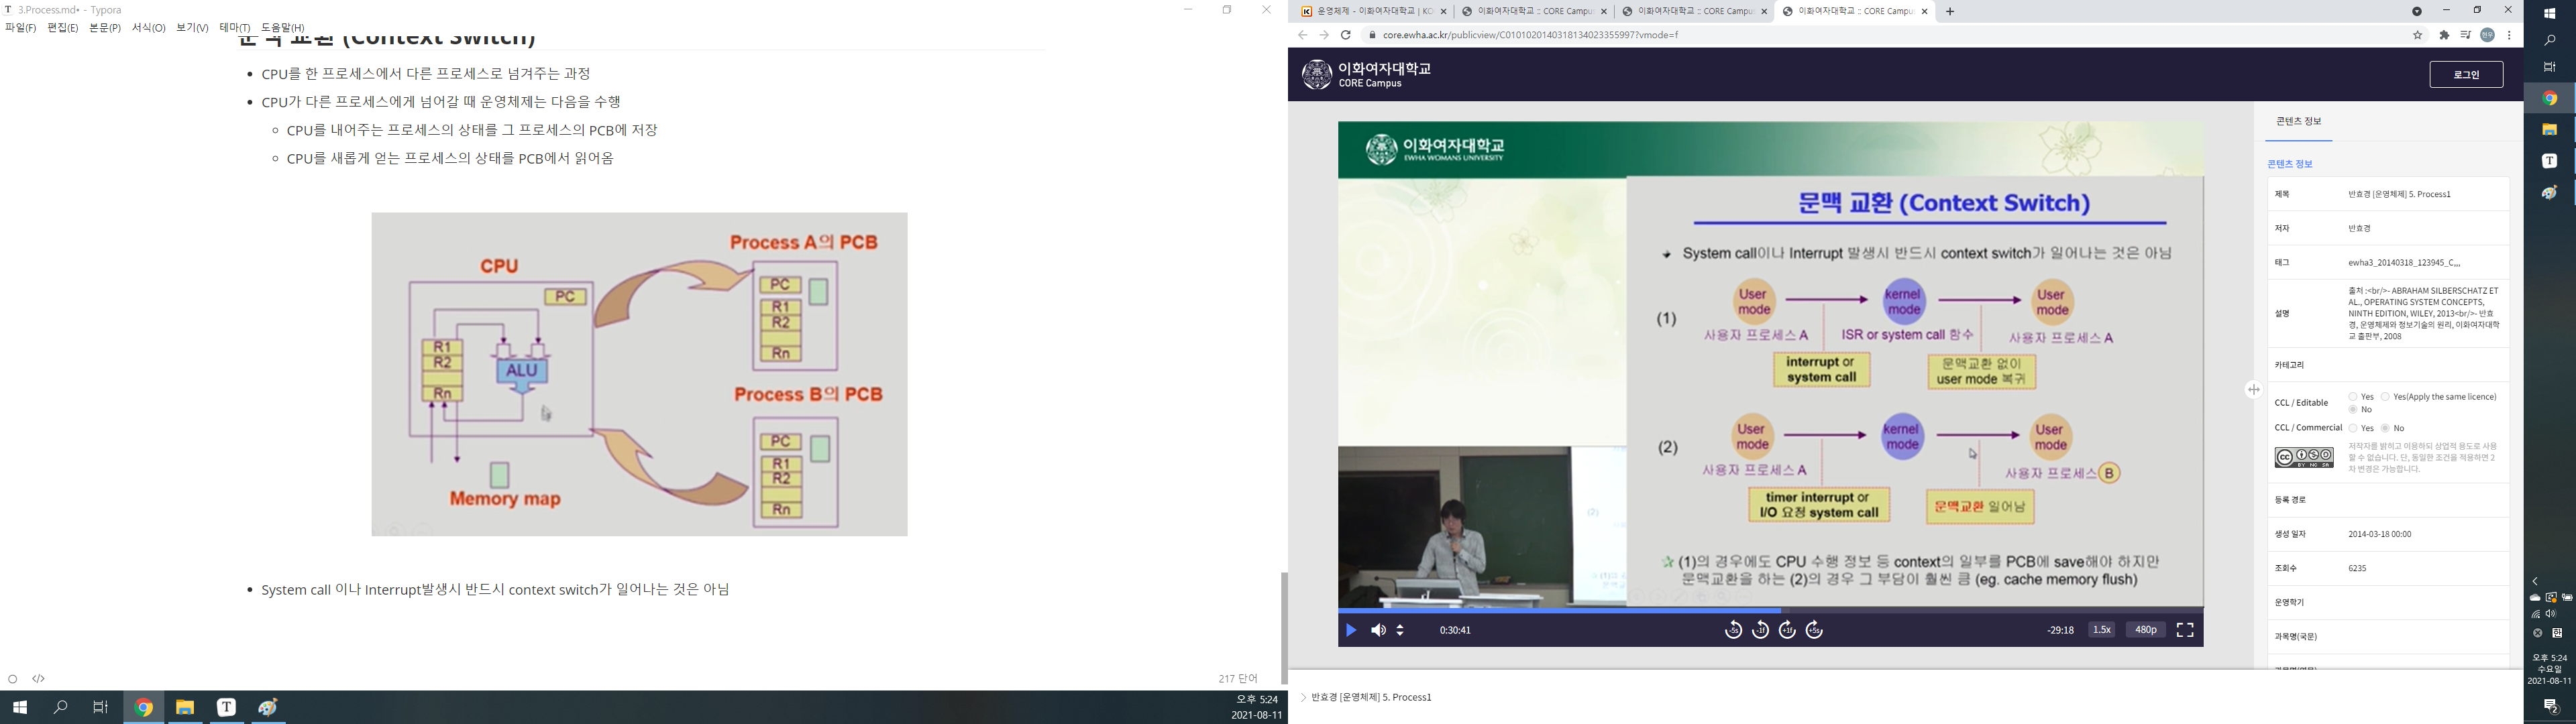 3.Process.md• - Typora
파일(F) 편집(E) 본문(P) 서식(O) 보기(V) 테마(T) 도움말(H)
문맥 교환 (Context Switch)
CPU를 한 프로세스에서 다른 프로세스로 넘겨주는 과정
CPU가 다른 프로세스에게 넘어갈 때 운영체제는 다음을 수행
CPU를 내어주는 프로세스의 상태를 그 프로세스의 PCB에 저장
CPU를 새롭게 얻는 프로세스의 상태를 PCB에서 읽어옴
Process A의 PCB
CPU
PC
PC
R1
R2
Rn
R1
R2
Rn
ALU
Process B의 PCB
PC
R1
R2
Rn
Memory map
System call 이나 Interrupt발생시 반드시 context switch가 일어나는 것은 아님
217 단어
오후 5:24
2021-08-11
운영체제 - 이화여자대학교 | KO
이화여자대학교 :: CORE Campu
이화여자대학교 :: CORE Campu
이화여자대학교 :: CORE Campu
core.ewha.ac.kr/publicview/C0101020140318134023355997?vmode=f
이화여자대학교
CORE Campus
로그인
이화여자대학교
EWHA WOMANS UNIVERSITY
문맥 교환 (Context Switch)
System call이나 Interrupt 발생시 반드시 context switch가 일어나는 것은 아님
(1)
User mode
kernel mode
User mode
사용자 프로세스 A
ISR or system call 함수
사용자 프로세스 A
interrupt or
system call
문맥교환 없이
user mode 복귀
(2)
User mode
kernel mode
User mode
사용자 프로세스 A
사용자 프로세스 B
timer interrupt or
I/O 요청 system call
문맥교환 일어남
(1)의 경우에도 CPU 수행 정보 등 context의 일부를 PCB에 save해야 하지만
문맥교환을 하는 (2)의 경우 그 부담이 훨씬 큼 (eg. cache memory flush)
0:30:41
-5s
-1f
+1f
+5s
-29:18
1.5x
480p
반효경 [운영체제] 5. Process1
콘텐츠 정보
콘텐츠 정보
제목 반효경 [운영체제] 5. Process1
저자 반효경
태그 ewha3_20140318_123945_C,,,
설명 출처 :<br/>- ABRAHAM SILBERSCHATZ ET
AL., OPERATING SYSTEM CONCEPTS,
NINTH EDITION, WILEY, 2013<br/>- 반효
경, 운영체제와 정보기술의 원리, 이화여자대학
교 출판부, 2008
카테고리
CCL / Editable Yes Yes(Apply the same licence)
No
CCL / Commercial Yes No
cc BY NC SA
저작자를 밝히고 이용하되 상업적 용도로 사용
할 수 없습니다. 단, 동일한 조건을 적용하면 2
차 변경은 가능합니다.
등록 경로
생성 일자 2014-03-18 00:00
조회수 6235
운영학기
과목명(국문)
오후 5:24
수요일
2021-08-11
2